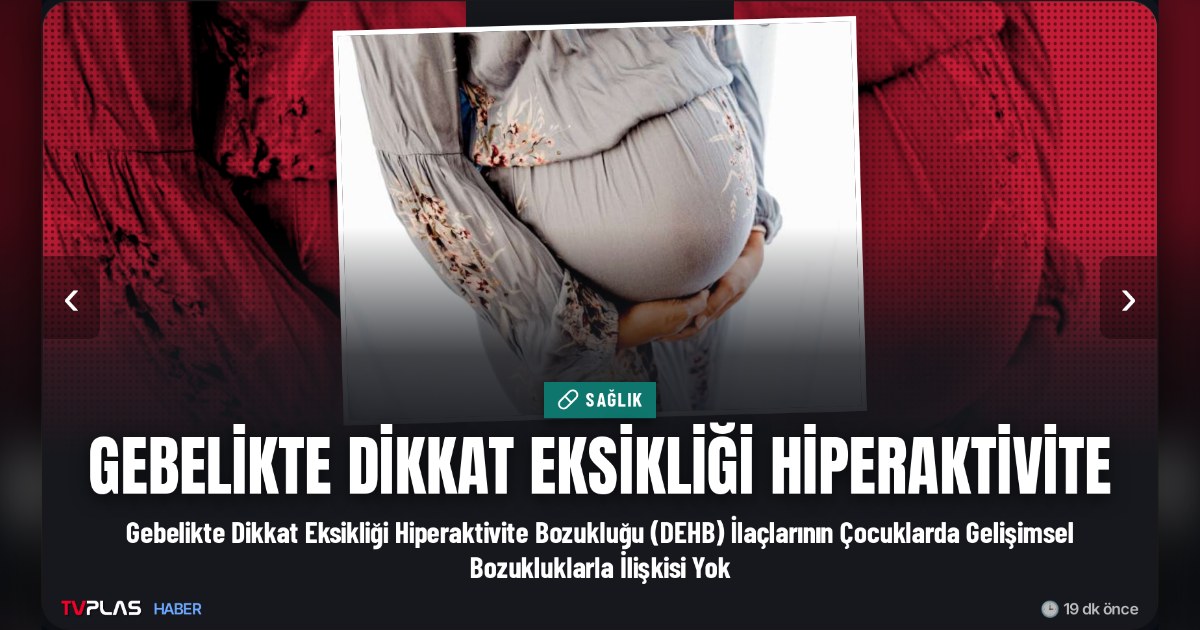 SAĞLIK
GEBELİKTE DİKKAT EKSİKLİĞİ HİPERAKTİVİTE
Gebelikte Dikkat Eksikliği Hiperaktivite Bozukluğu (DEHB) İlaçlarının Çocuklarda Gelişimsel
Bozukluklarla İlişkisi Yok
TVPLAS HABER
19 dk önce